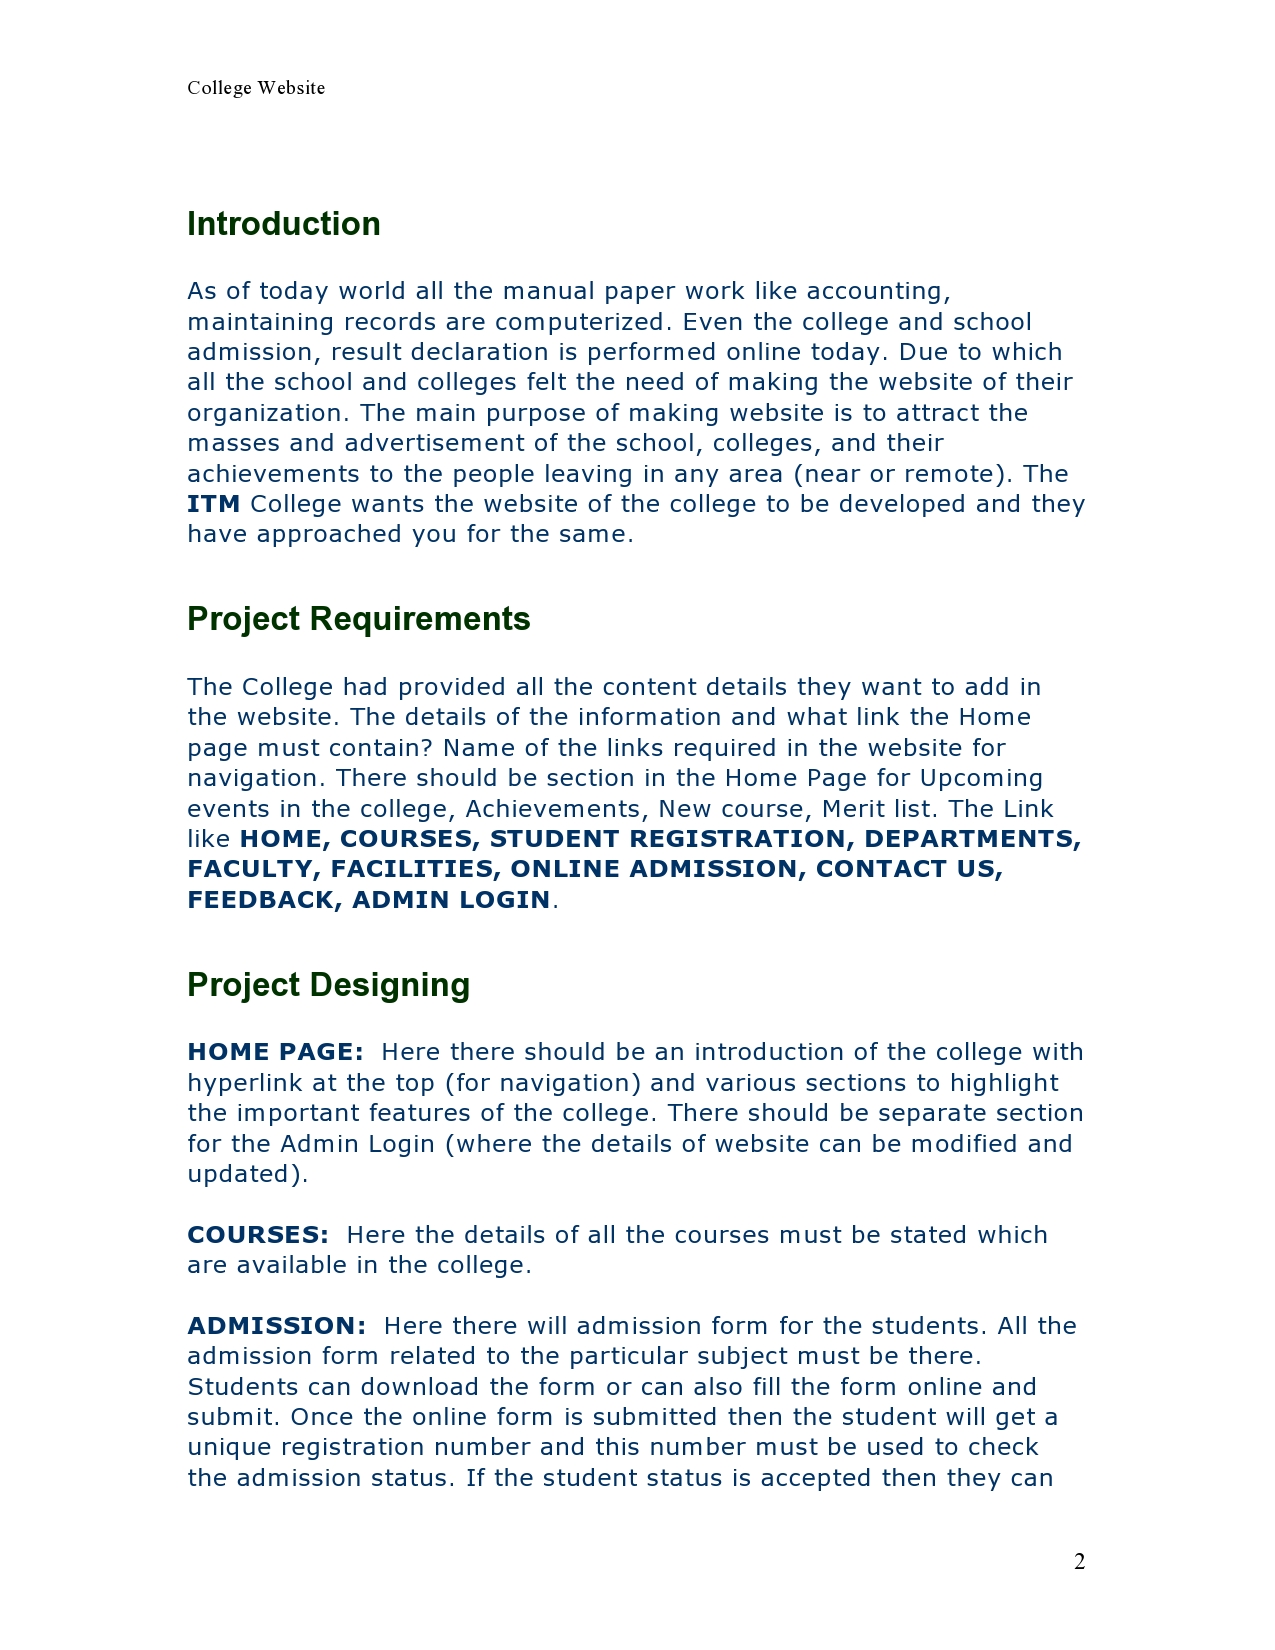 College Website
Introduction
As of today world all the manual paper work like accounting,
maintaining records are computerized. Even the college and school
admission, result declaration is performed online today. Due to which
all the school and colleges felt the need of making the website of their
organization. The main purpose of making website is to attract the
masses and advertisement of the school, colleges, and their
achievements to the people leaving in any area (near or remote). The
ITM College wants the website of the college to be developed and they
have approached you for the same.
Project Requirements
The College had provided all the content details they want to add in
the website. The details of the information and what link the Home
page must contain? Name of the links required in the website for
navigation. There should be section in the Home Page for Upcoming
events in the college, Achievements, New course, Merit list. The Link
like HOME, COURSES, STUDENT REGISTRATION, DEPARTMENTS,
FACULTY, FACILITIES, ONLINE ADMISSION, CONTACT US,
FEEDBACK, ADMIN LOGIN.
Project Designing
HOME PAGE: Here there should be an introduction of the college with
hyperlink at the top (for navigation) and various sections to highlight
the important features of the college. There should be separate section
for the Admin Login (where the details of website can be modified and
updated).
COURSES: Here the details of all the courses must be stated which
are available in the college.
ADMISSION: Here there will admission form for the students. All the
admission form related to the particular subject must be there.
Students can download the form or can also fill the form online and
submit. Once the online form is submitted then the student will get a
unique registration number and this number must be used to check
the admission status. If the student status is accepted then they can
2